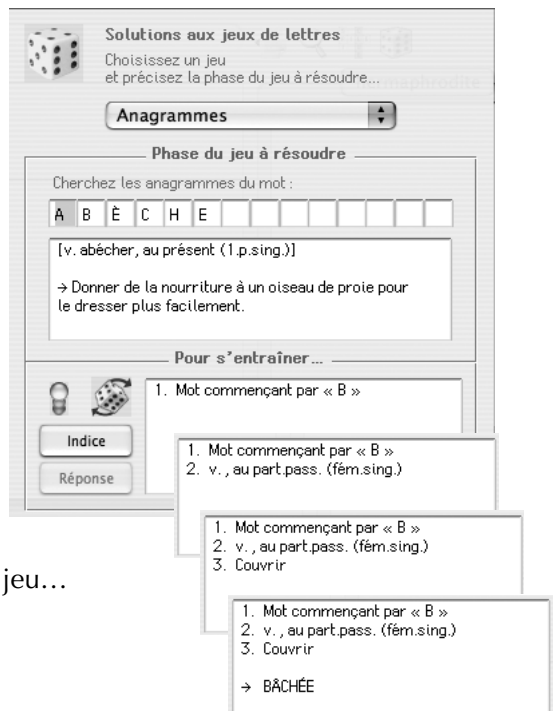 Solutions aux jeux de lettres
Choisissez un jeu
et précisez la phase du jeu à résoudre...
Anagrammes
Phase du jeu à résoudre
Cherchez les anagrammes du mot :
A B È C H E
[v. abécher, au présent (1.p.sing.)]
→ Donner de la nourriture à un oiseau de proie pour
le dresser plus facilement.
Pour s'entraîner...
1. Mot commençant par « B »
Indice
Réponse
1. Mot commençant par « B »
2. v. , au part.pass. (fém.sing.)
1. Mot commençant par « B »
2. v. , au part.pass. (fém.sing.)
3. Couvrir
jeu...
1. Mot commençant par « B »
2. v. , au part.pass. (fém.sing.)
3. Couvrir
→ BÂCHÉE